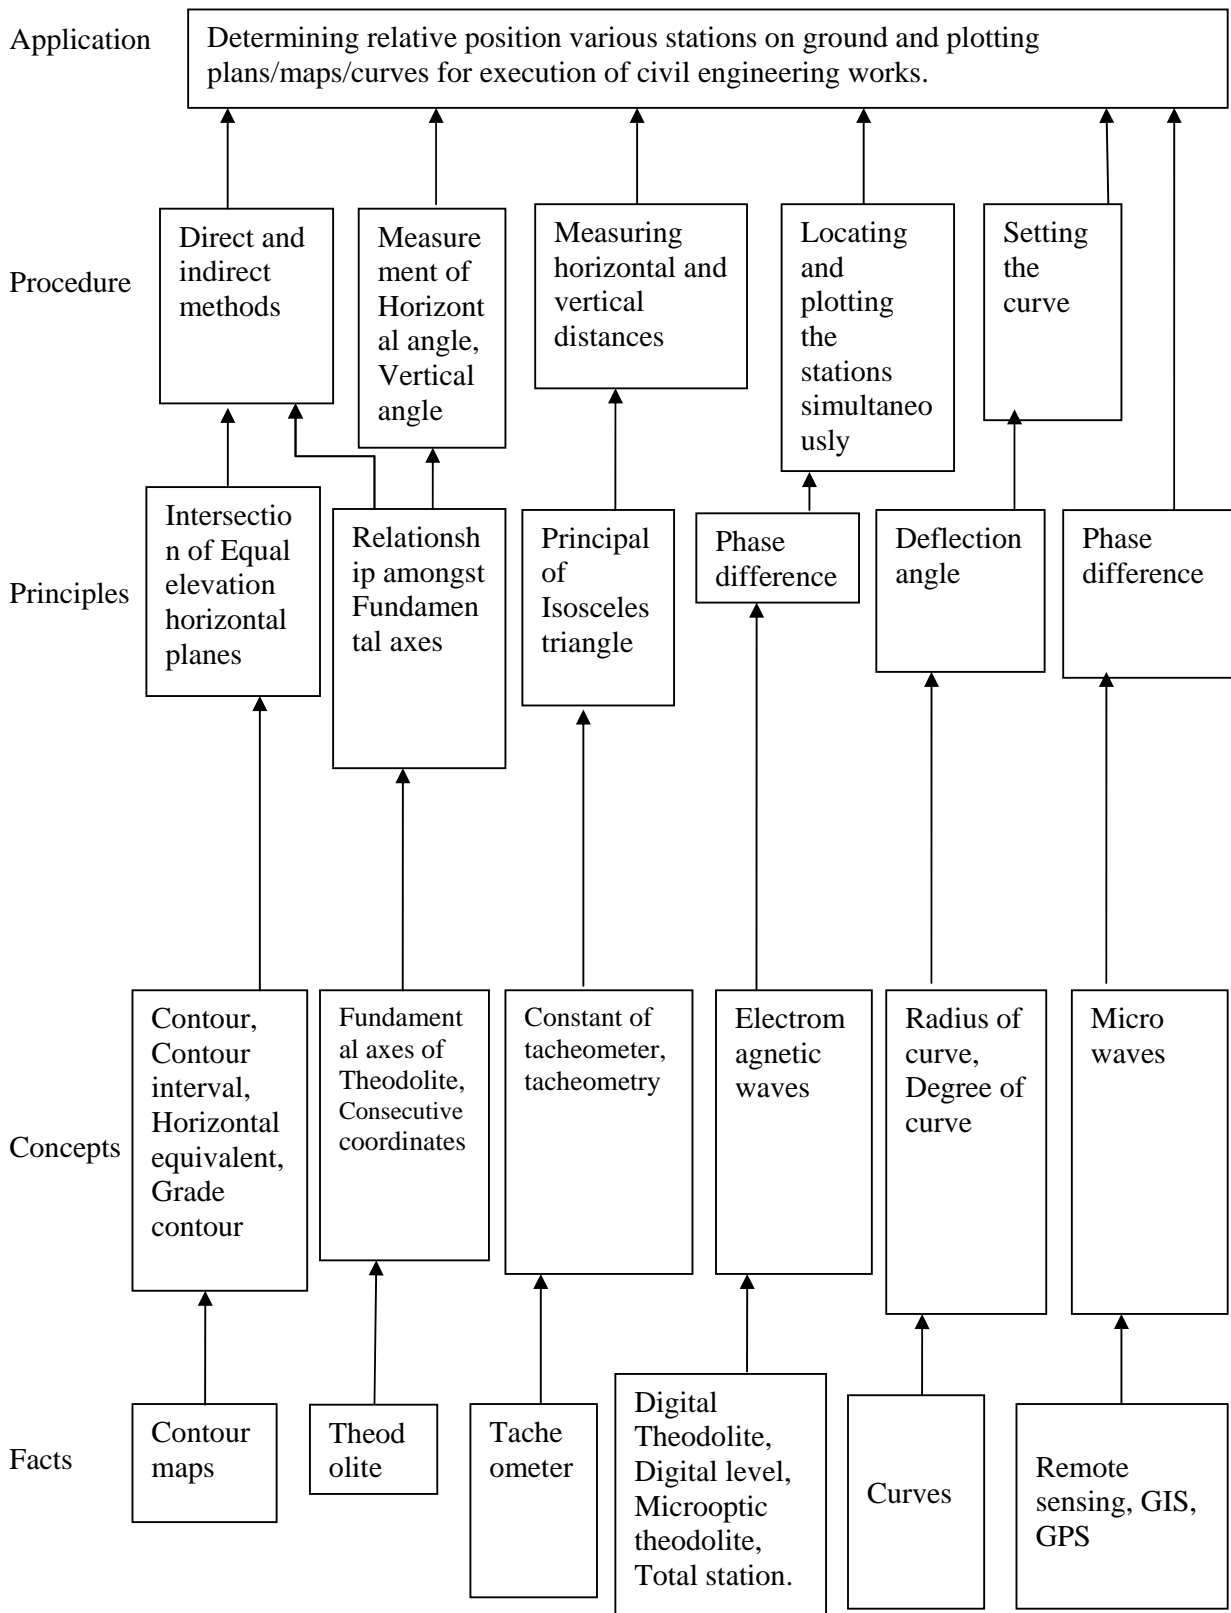 Application
Determining relative position various stations on ground and plotting
plans/maps/curves for execution of civil engineering works.
Procedure
Direct and
indirect
methods
Measure
ment of
Horizont
al angle,
Vertical
angle
Measuring
horizontal and
vertical
distances
Locating
and
plotting
the
stations
simultaneo
usly
Setting
the
curve
Principles
Intersectio
n of Equal
elevation
horizontal
planes
Relationsh
ip amongst
Fundamen
tal axes
Principal
of
Isosceles
triangle
Phase
difference
Deflection
angle
Phase
difference
Concepts
Contour,
Contour
interval,
Horizontal
equivalent,
Grade
contour
Fundament
al axes of
Theodolite,
Consecutive
coordinates
Constant of
tacheometer,
tacheometry
Electrom
agnetic
waves
Radius of
curve,
Degree of
curve
Micro
waves
Facts
Contour
maps
Theod
olite
Tache
ometer
Digital
Theodolite,
Digital level,
Microoptic
theodolite,
Total station.
Curves
Remote
sensing, GIS,
GPS